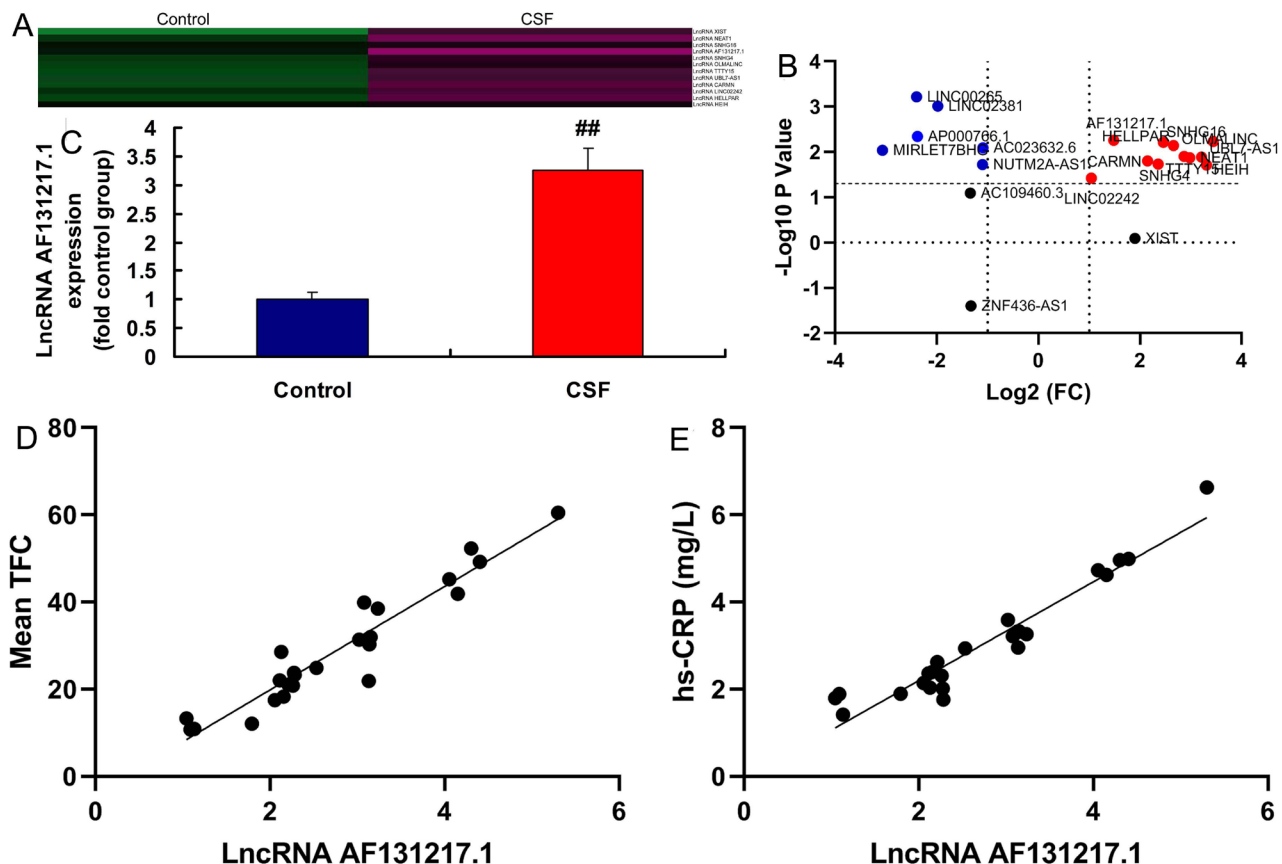 A
Control
CSF
LncRNA XIST
LncRNA NEAT1
LncRNA SNHG16
LncRNA AF131217.1
LncRNA SNHG4
LncRNA OLMALINC
LncRNA TTTY15
LncRNA UBL7-AS1
LncRNA CARMN
LncRNA LINC02242
LncRNA HELLPAR
LncRNA HEIH
B
-Log10 P Value
4
3
2
1
0
-1
-2
-4
-2
0
2
4
Log2 (FC)
LINC00265
LINC02381
AP000766.1
MIRLET7BHG
AC023632.6
NUTM2A-AS1
AC109460.3
ZNF436-AS1
AF131217.1
HELLPAR
SNHG16
OLMALINC
UBL7-AS1
CARMN
NEAT1
SNHG4
TTTY15
HEIH
LINC02242
XIST
C
LncRNA AF131217.1
expression
(fold control group)
4
3.5
3
2.5
2
1.5
1
0.5
0
##
Control
CSF
D
Mean TFC
80
60
40
20
0
0
2
4
6
LncRNA AF131217.1
E
hs-CRP (mg/L)
8
6
4
2
0
0
2
4
6
LncRNA AF131217.1